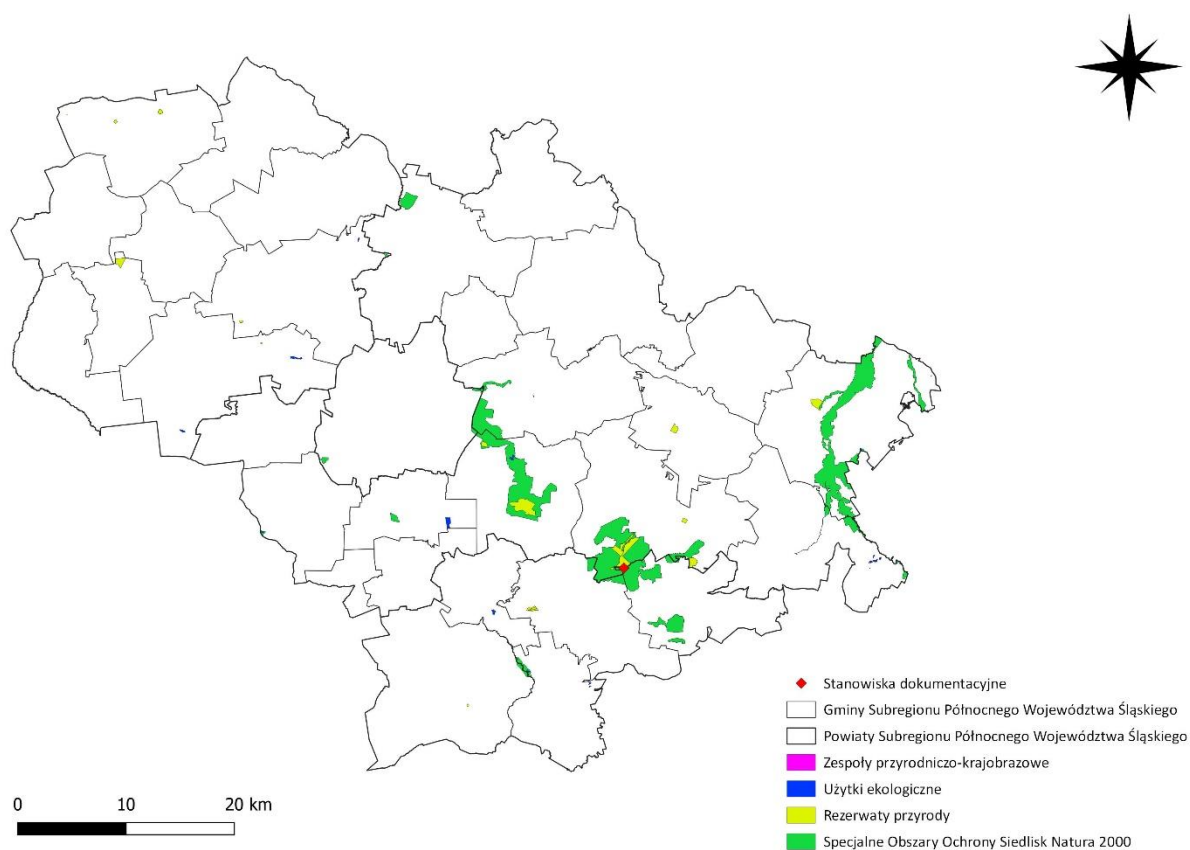 Stanowiska dokumentacyjne
Gminy Subregionu Północnego Województwa Śląskiego
Powiaty Subregionu Północnego Województwa Śląskiego
Zespoły przyrodniczo-krajobrazowe
Użytki ekologiczne
Rezerwaty przyrody
Specjalne Obszary Ochrony Siedlisk Natura 2000
0 10 20 km